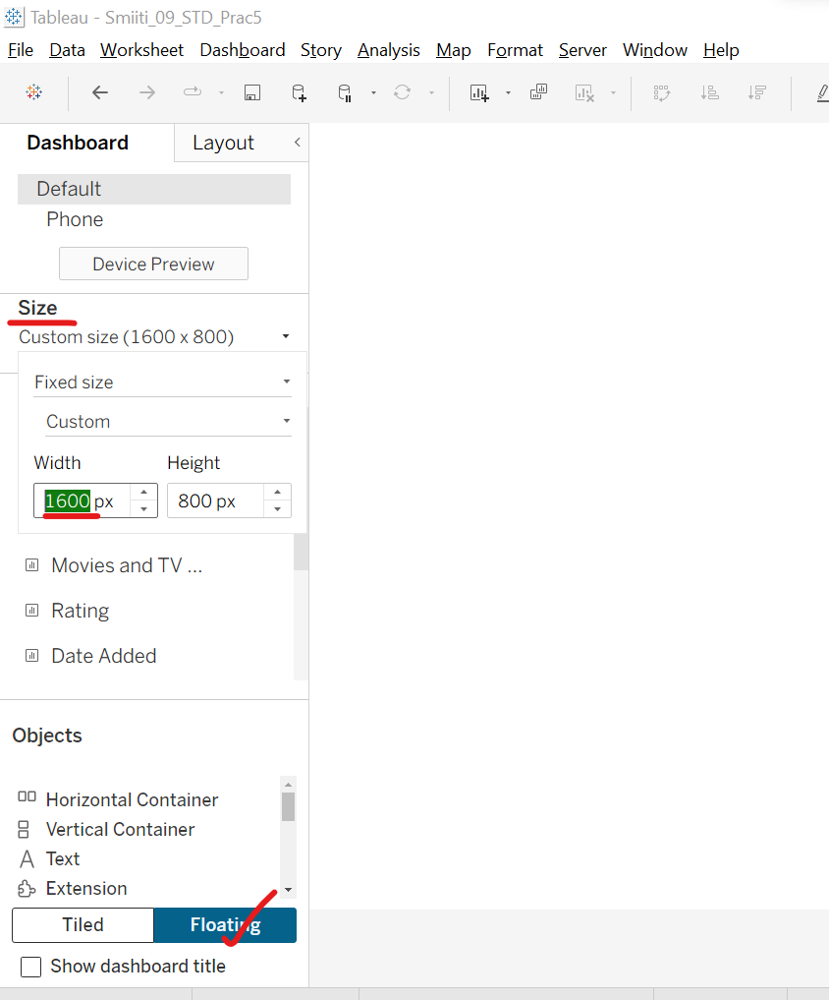 Tableau - Smiiti_09_STD_Prac5
File Data Worksheet Dashboard Story Analysis Map Format Server Window Help
Dashboard Layout
Default
Phone
Device Preview
Size
Custom size (1600 x 800)
Fixed size
Custom
Width Height
1600 px 800 px
Movies and TV ...
Rating
Date Added
Objects
Horizontal Container
Vertical Container
A Text
Extension
Tiled Floating
Show dashboard title